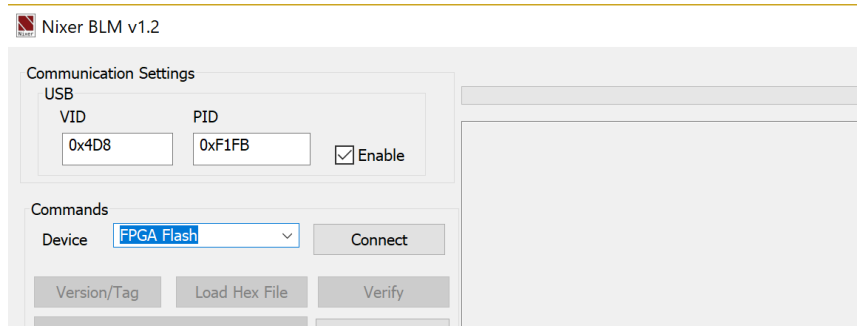 Nixer BLM v1.2
Communication Settings
USB
VID PID
0x4D8 0xF1FB
Enable
Commands
Device FPGA Flash Connect
Version/Tag Load Hex File Verify